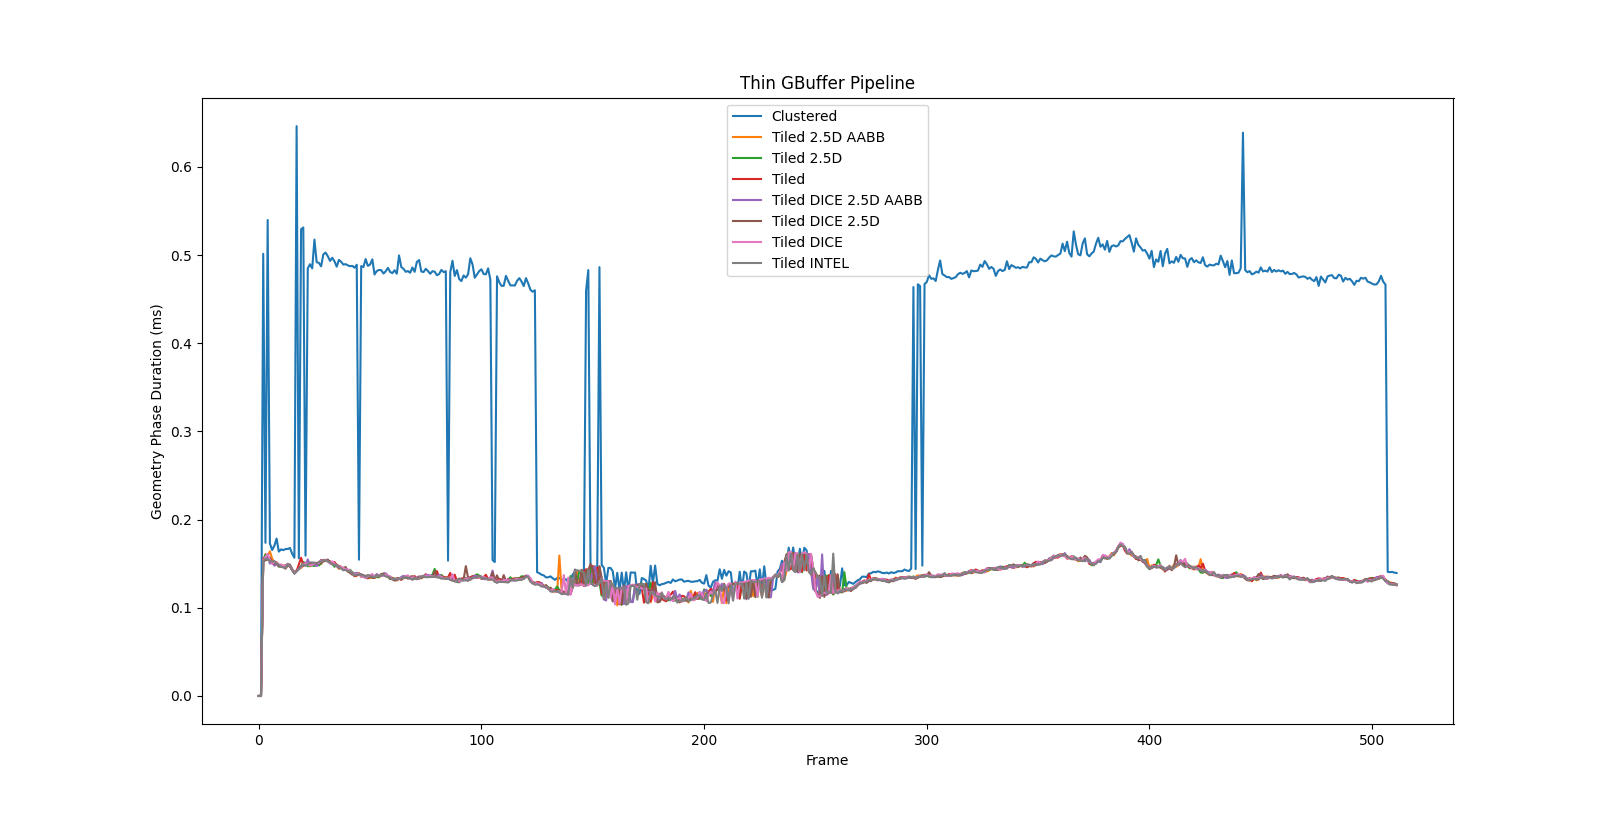 Thin GBuffer Pipeline
Clustered
Tiled 2.5D AABB
Tiled 2.5D
Tiled
Tiled DICE 2.5D AABB
Tiled DICE 2.5D
Tiled DICE
Tiled INTEL
Geometry Phase Duration (ms)
0.6
0.5
0.4
0.3
0.2
0.1
0.0
0 100 200 300 400 500
Frame